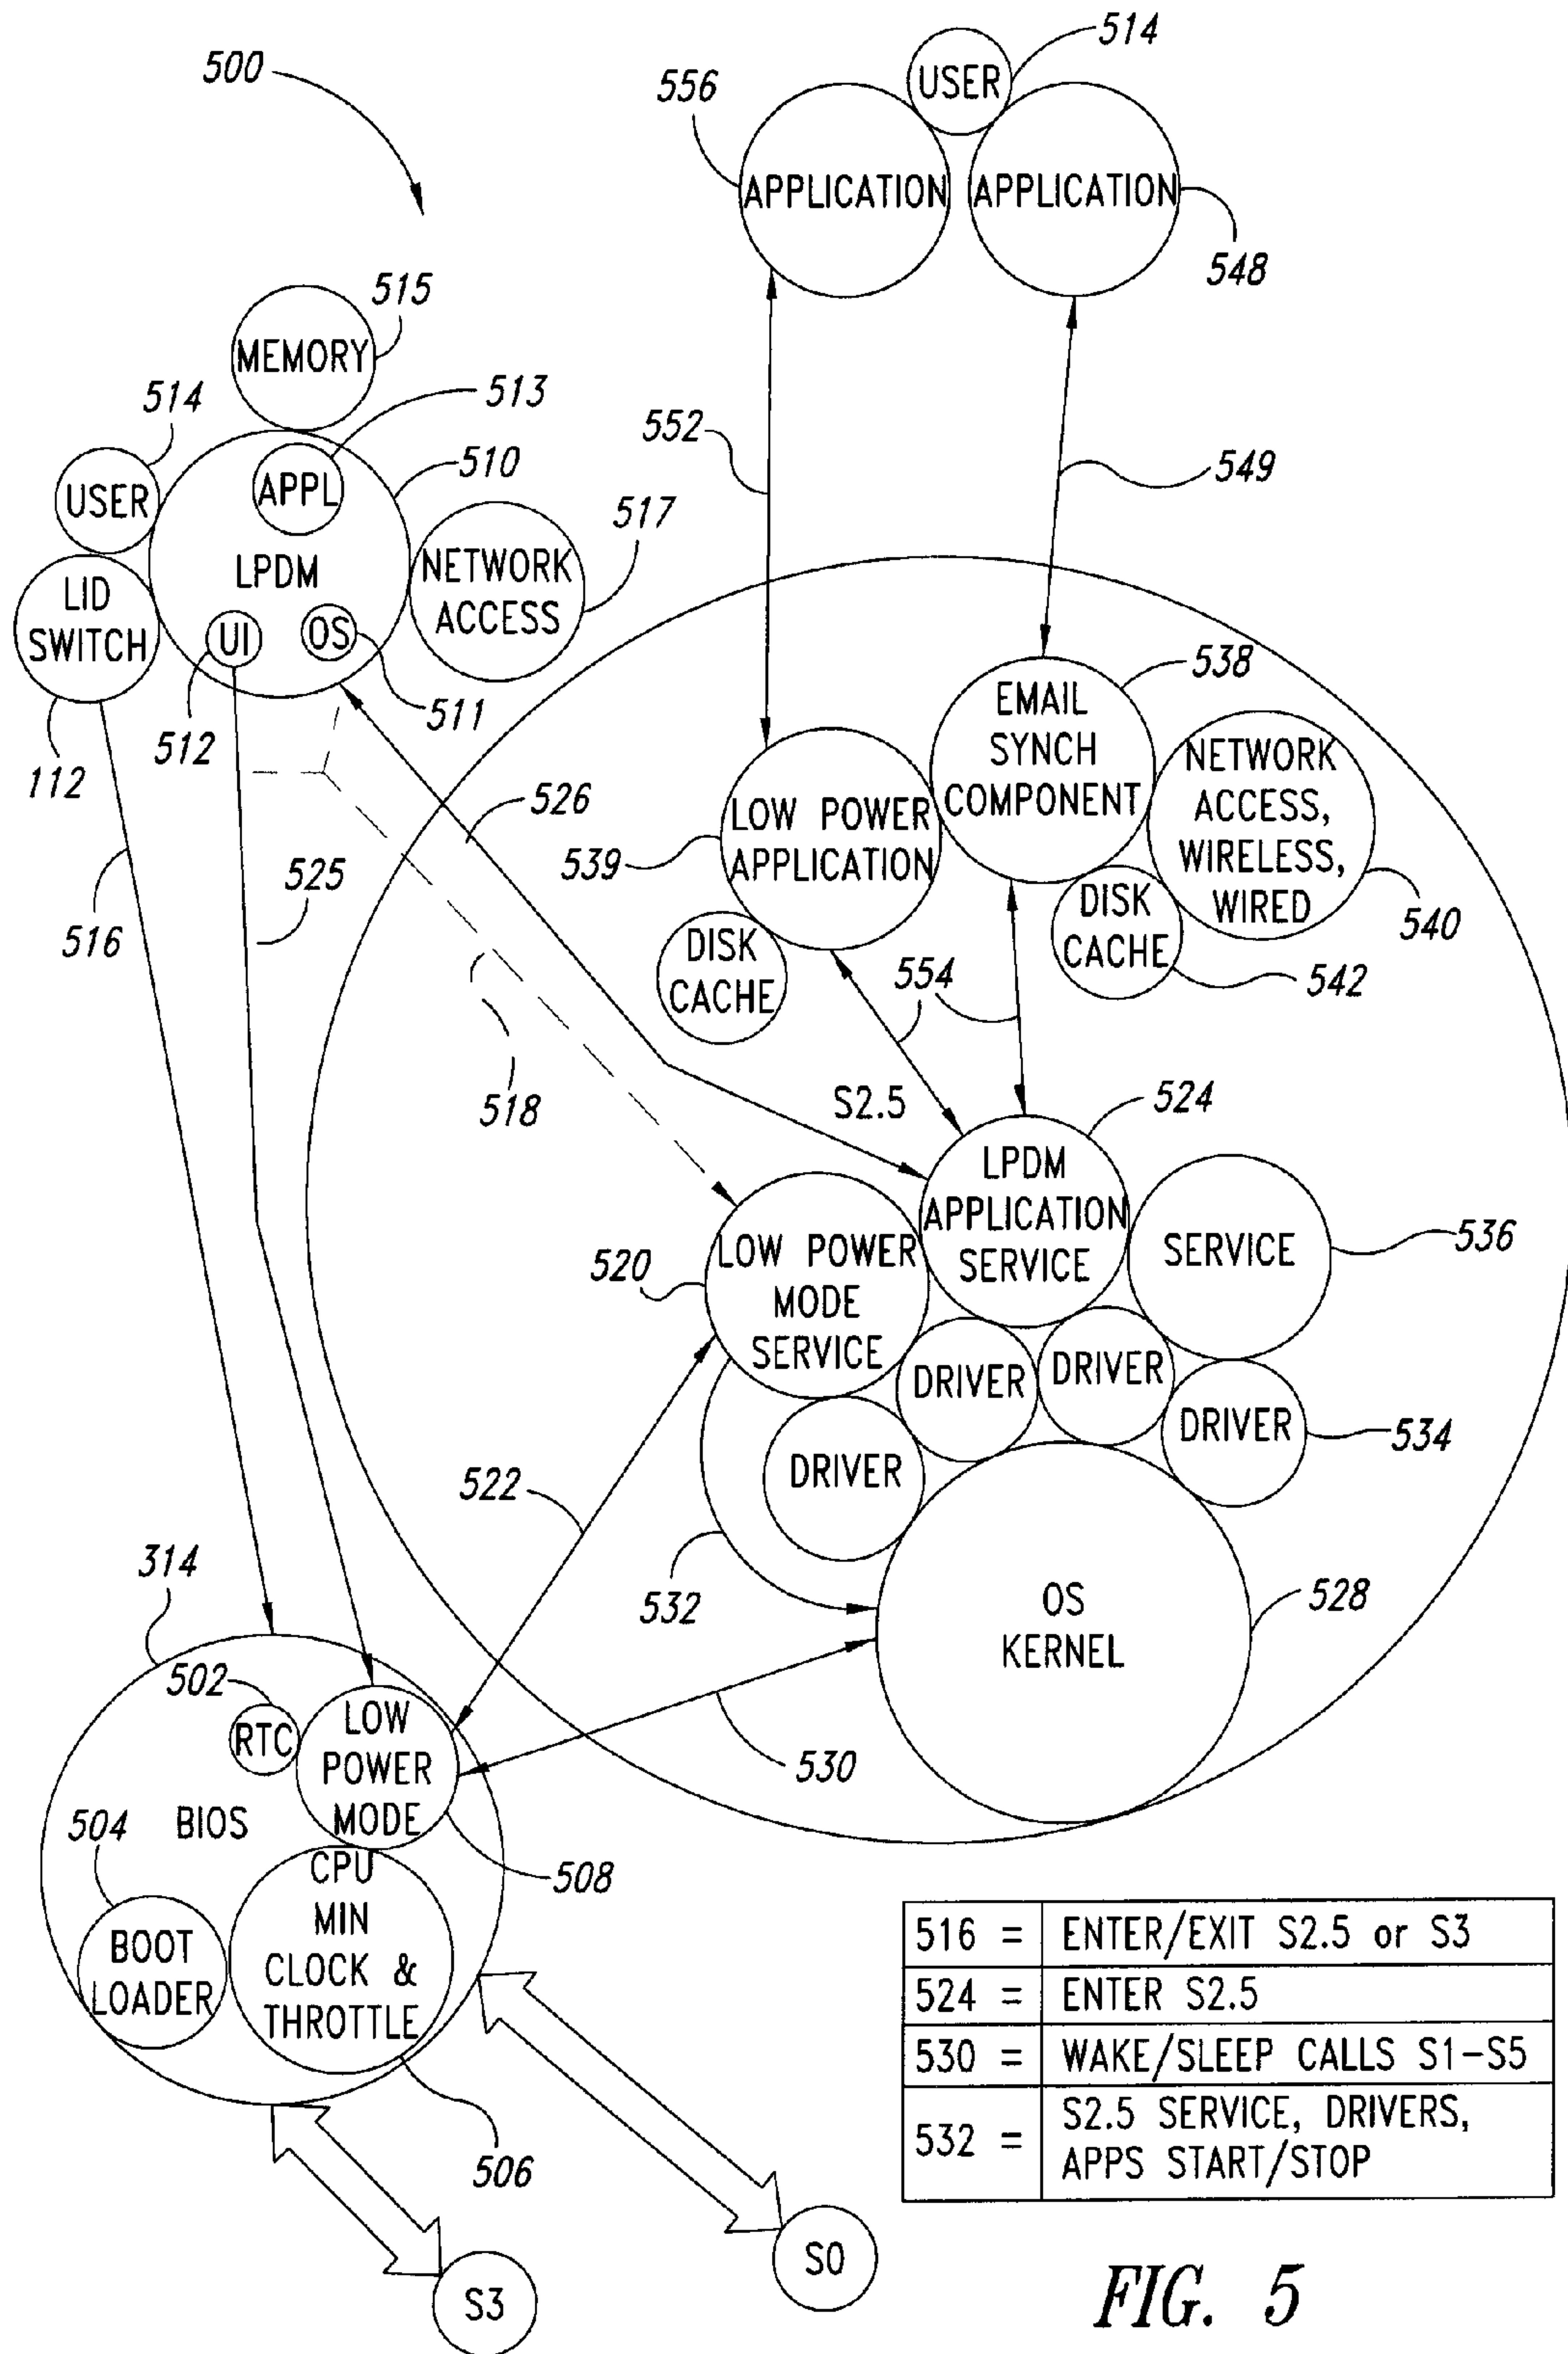 500
514
USER
556
APPLICATION
APPLICATION
548
515
MEMORY
514
513
552
510
549
USER
APPL
517
LPDM
NETWORK
ACCESS
LID
SWITCH
UI
OS
112
512
511
538
EMAIL
SYNCH
COMPONENT
NETWORK
ACCESS,
WIRELESS,
WIRED
540
526
LOW POWER
APPLICATION
539
516
525
DISK
CACHE
DISK
CACHE
542
554
518
S2.5
524
LPDM
APPLICATION
SERVICE
SERVICE
536
520
LOW POWER
MODE
SERVICE
DRIVER
DRIVER
DRIVER
534
DRIVER
522
532
OS
KERNEL
528
314
502
RTC
LOW
POWER
MODE
530
504
BIOS
508
CPU
MIN
CLOCK &
THROTTLE
BOOT
LOADER
506
516 = ENTER/EXIT S2.5 or S3
524 = ENTER S2.5
530 = WAKE/SLEEP CALLS S1-S5
532 = S2.5 SERVICE, DRIVERS,
APPS START/STOP
S0
S3
FIG. 5